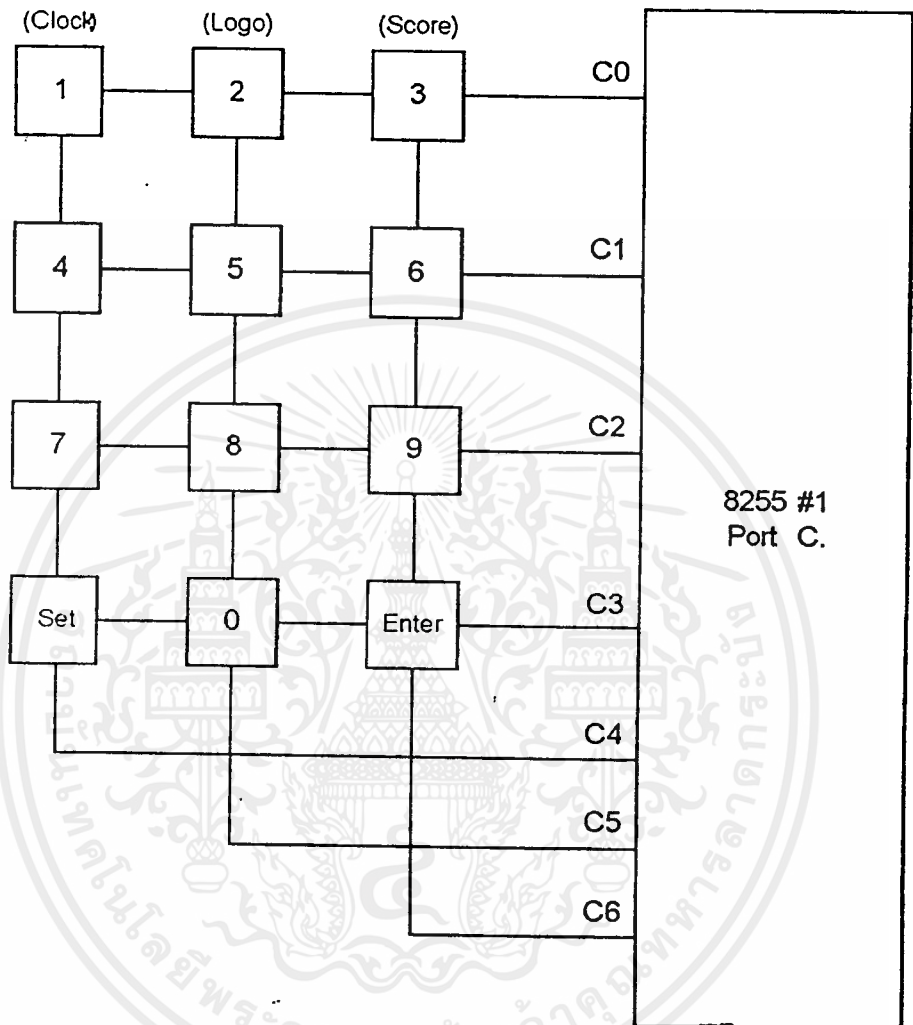 (Clock) (Logo) (Score)
1 2 3 C0
4 5 6 C1
7 8 9 C2
8255 #1
Port C.
Set 0 Enter C3
C4
C5
C6